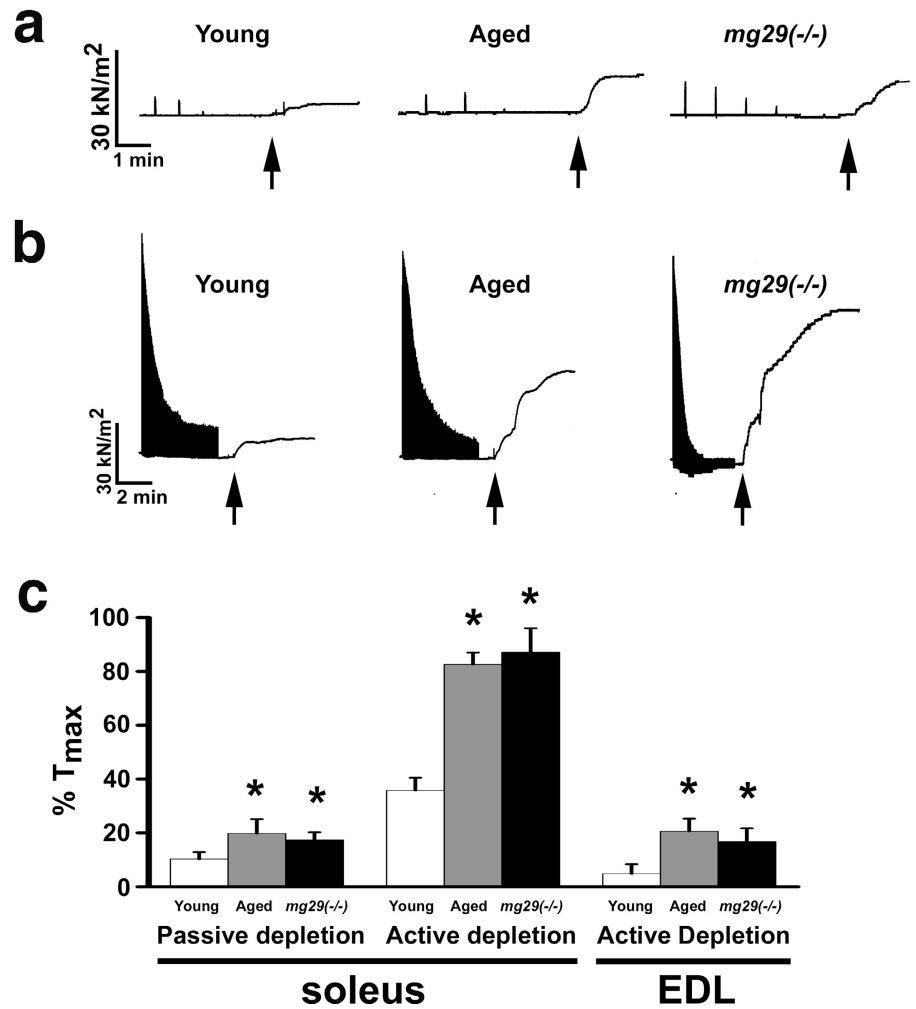 a
Young Aged mg29(-/-)
30 kN/m2
1 min
b
Young Aged mg29(-/-)
30 kN/m2
2 min
c
% Tmax
100
80
60
40
20
0
* * * * * *
Young Aged mg29(-/-) Young Aged mg29(-/-) Young Aged mg29(-/-)
Passive depletion Active depletion Active Depletion
soleus EDL